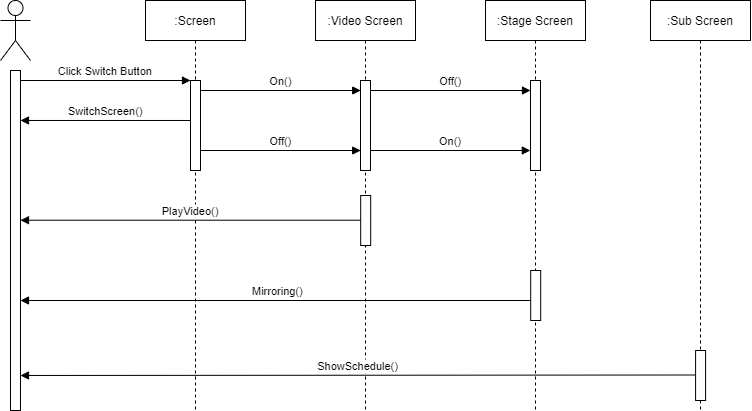 :Screen
:Video Screen
:Stage Screen
:Sub Screen
Click Switch Button
On()
Off()
SwitchScreen()
Off()
On()
PlayVideo()
Mirroring()
ShowSchedule()